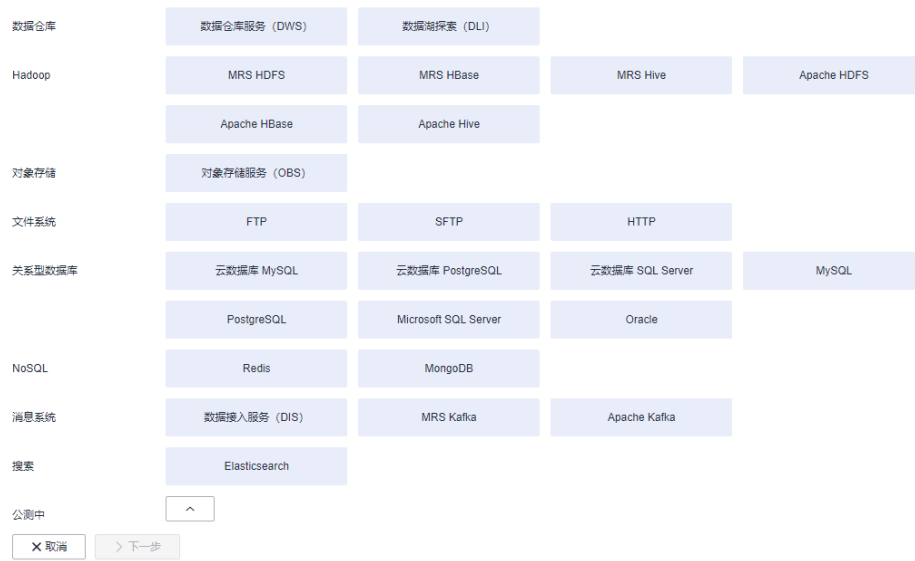 数据仓库 数据仓库服务（DWS） 数据湖探索（DLI）
Hadoop MRS HDFS MRS HBase MRS Hive Apache HDFS
Apache HBase Apache Hive
对象存储 对象存储服务（OBS）
文件系统 FTP SFTP HTTP
关系型数据库 云数据库 MySQL 云数据库 PostgreSQL 云数据库 SQL Server MySQL
PostgreSQL Microsoft SQL Server Oracle
NoSQL Redis MongoDB
消息系统 数据接入服务（DIS） MRS Kafka Apache Kafka
搜索 Elasticsearch
公测中
取消 下一步